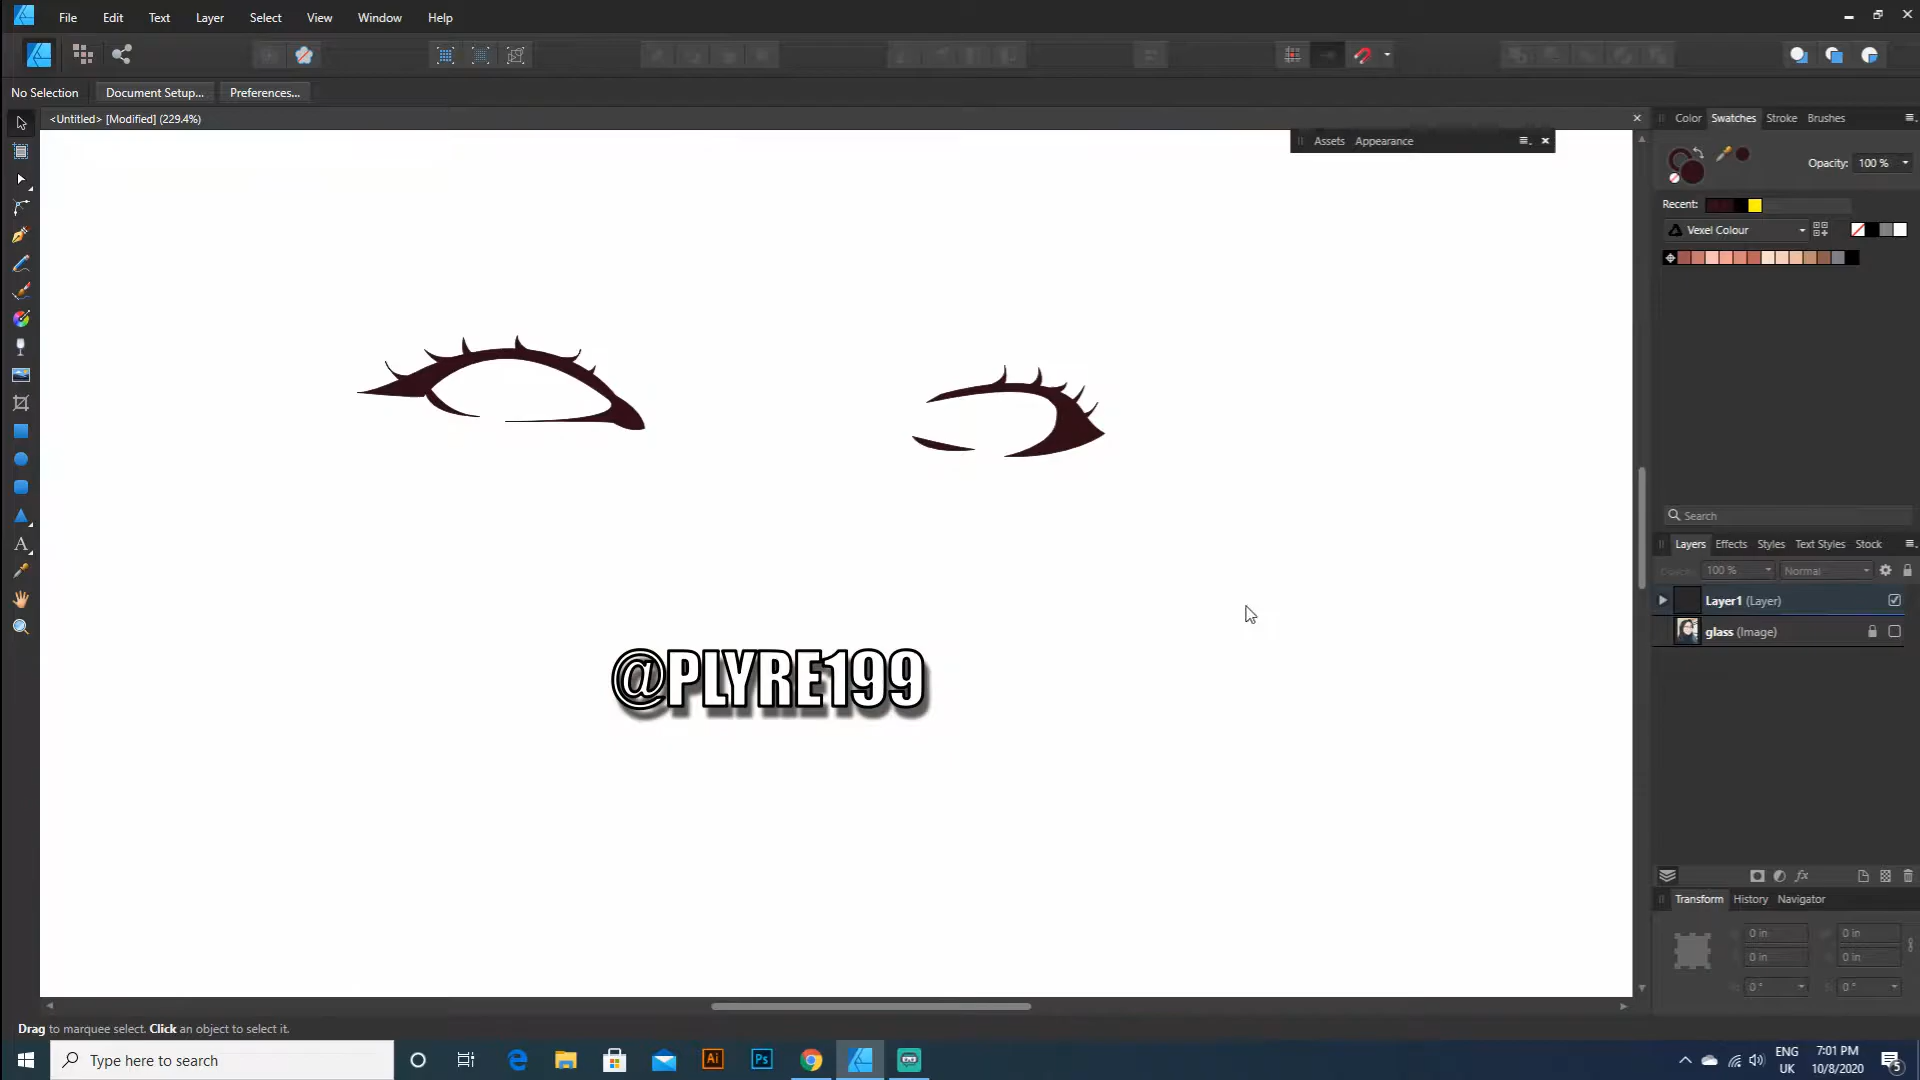 File Edit Text Layer Select View Window Help
No Selection Document Setup... Preferences...
<Untitled> [Modified] (229.4%)
Assets Appearance
Color Swatches Stroke Brushes
Opacity: 100 %
Recent:
Vexel Colour
@PLYRE199
Search
Layers Effects Styles Text Styles Stock
100 % Normal
Layer1 (Layer)
glass (Image)
fx
Transform History Navigator
0 in 0 in
0 in 0 in
0 ° 0 °
Drag to marquee select. Click an object to select it.
Type here to search
Ai Ps
ENG
UK
7:01 PM
10/8/2020
5